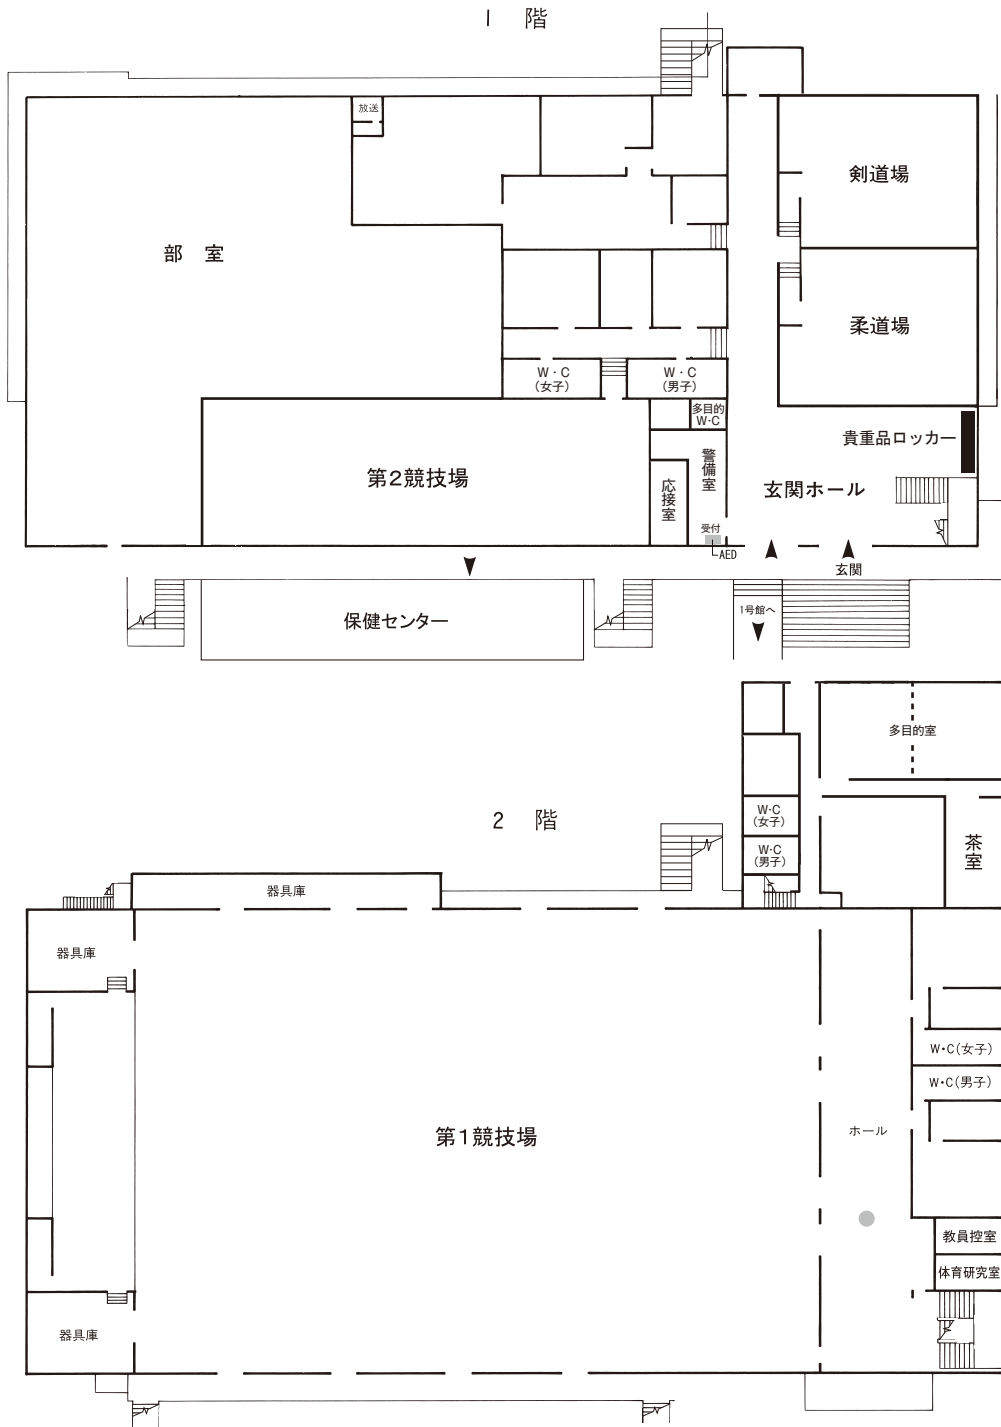 1 階
放送
剣道場
部 室
柔道場
W・C
(女子)
W・C
(男子)
多目的
W・C
貴重品ロッカー
警備室
第2競技場
応接室
玄関ホール
受付
AED
玄関
1号館へ
保健センター
多目的室
2 階
W・C
(女子)
W・C
(男子)
茶室
器具庫
器具庫
W・C(女子)
W・C(男子)
第1競技場
ホール
教員控室
体育研究室
器具庫